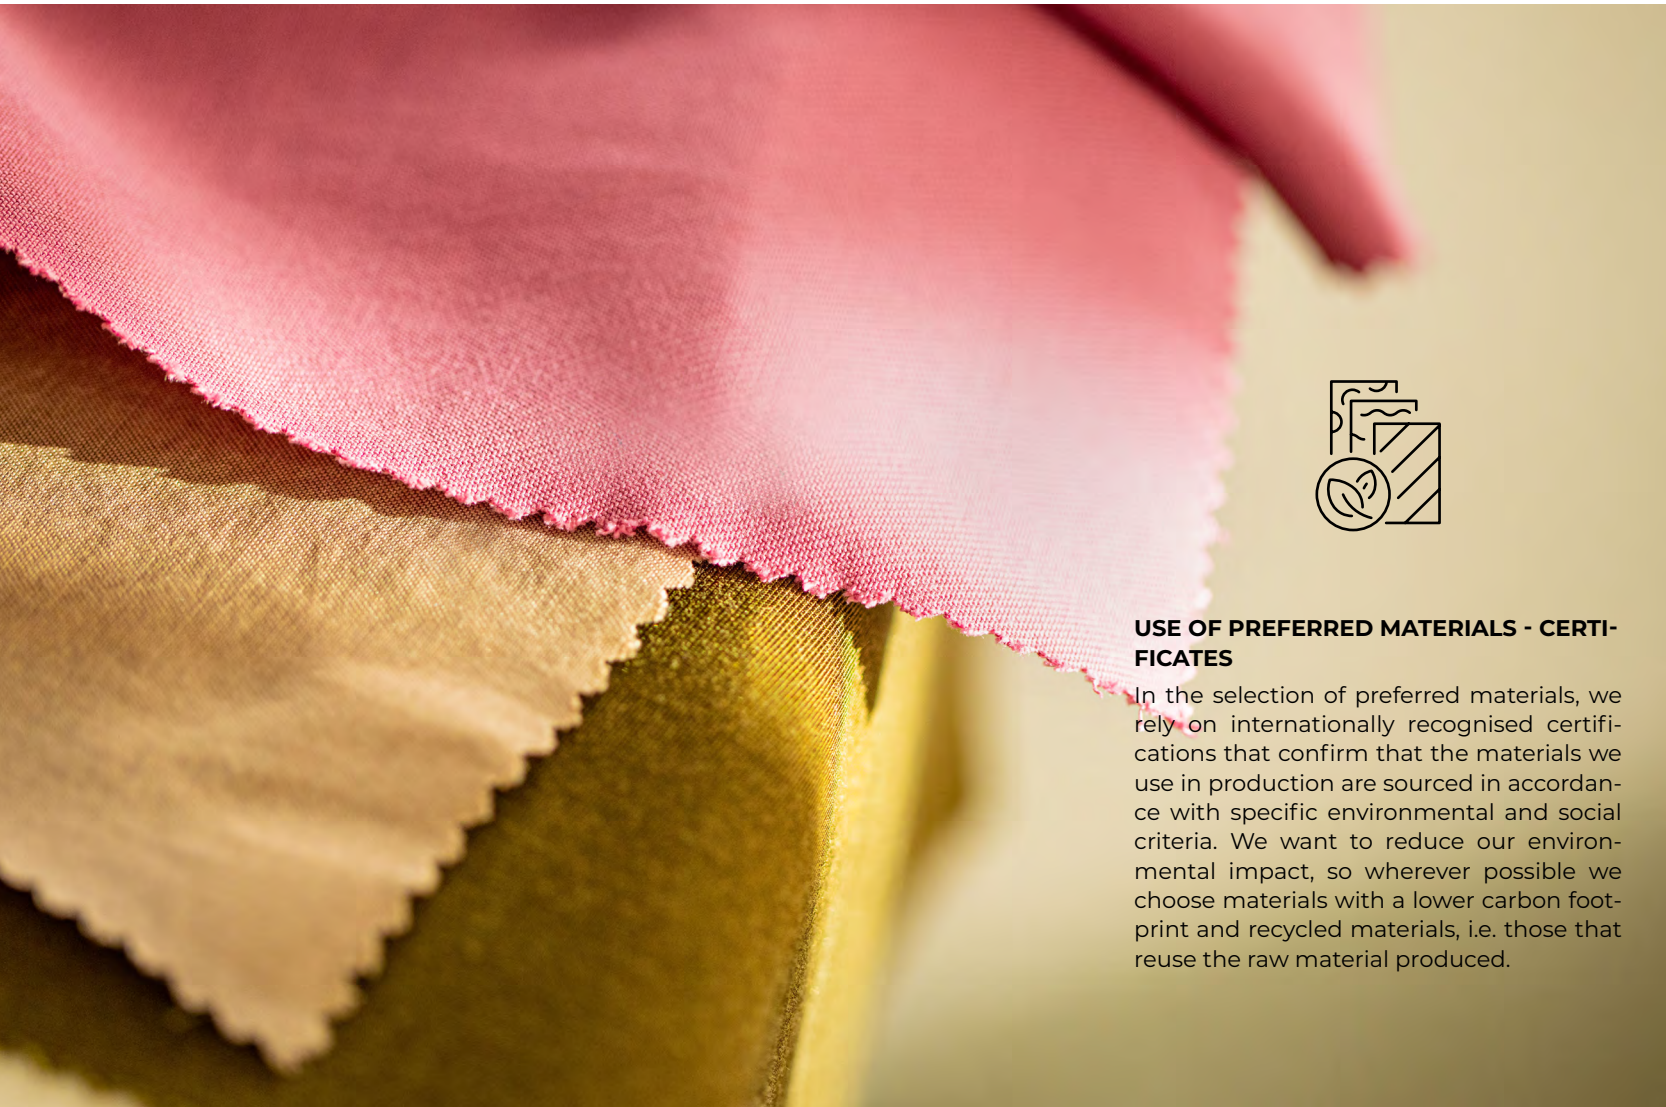 USE OF PREFERRED MATERIALS - CERTI-
FICATES
In the selection of preferred materials, we
rely on internationally recognised certifi-
cations that confirm that the materials we
use in production are sourced in accordan-
ce with specific environmental and social
criteria. We want to reduce our environ-
mental impact, so wherever possible we
choose materials with a lower carbon foot-
print and recycled materials, i.e. those that
reuse the raw material produced.